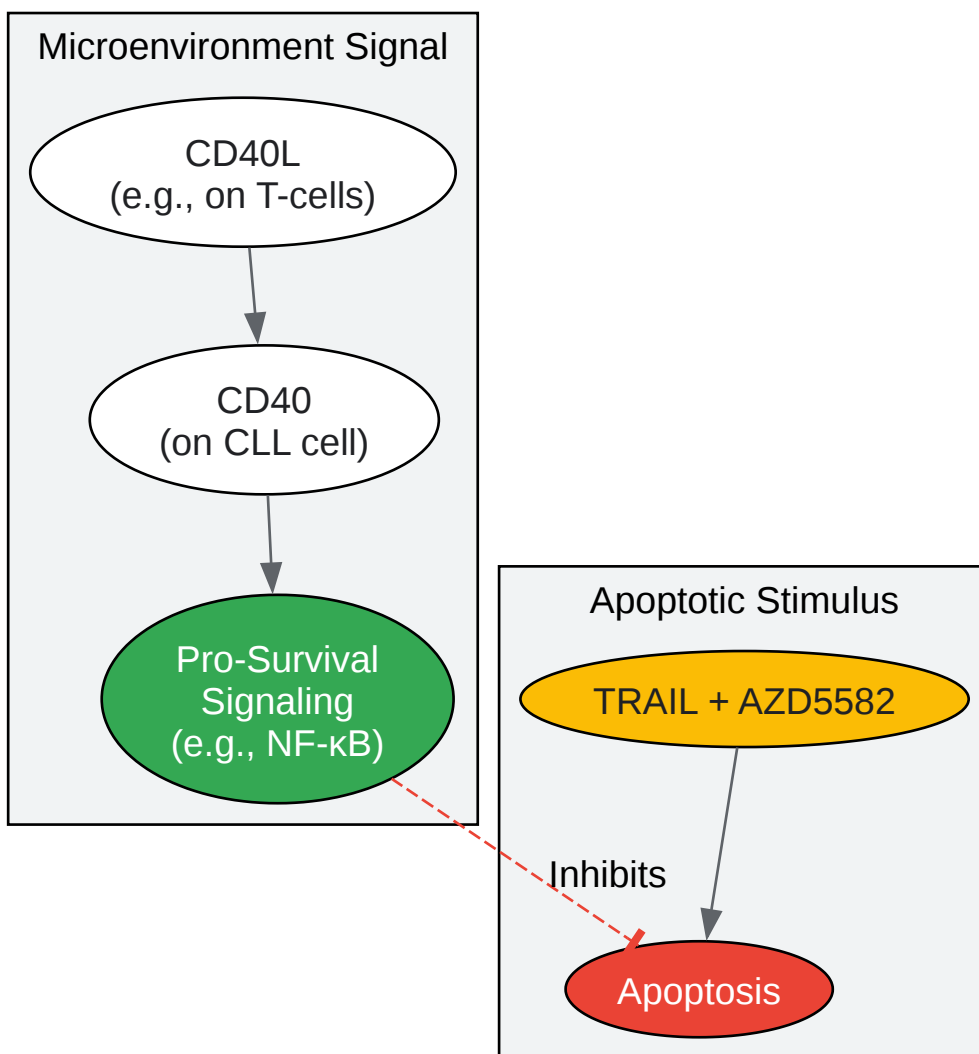 Microenvironment Signal
CD40L
(e.g., on T-cells)
CD40
(on CLL cell)
Pro-Survival
Signaling
(e.g., NF-κB)
Apoptotic Stimulus
TRAIL + AZD5582
Inhibits
Apoptosis